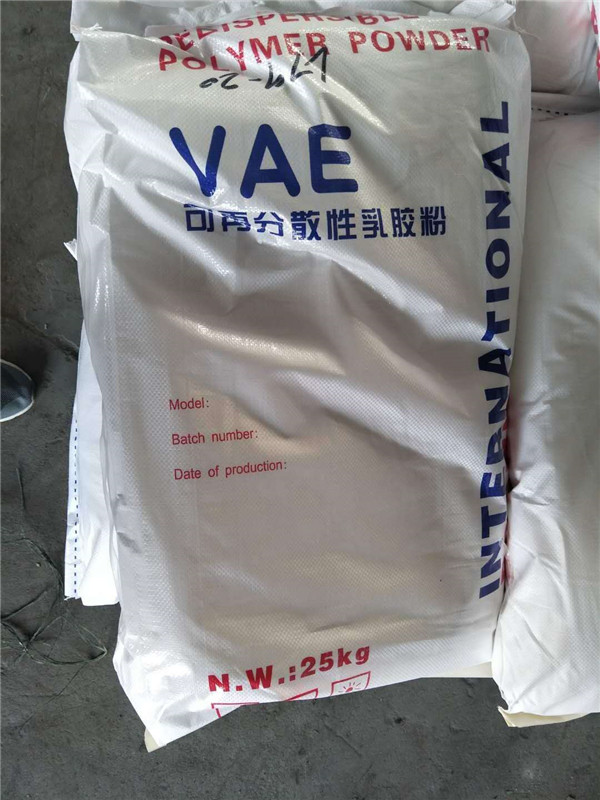 REDISPERSIBLE
POLYMER POWDER
VAE
可再分散性乳胶粉
INTERNATIONAL
Model:
Batch number:
Date of production:
N.W.:25kg